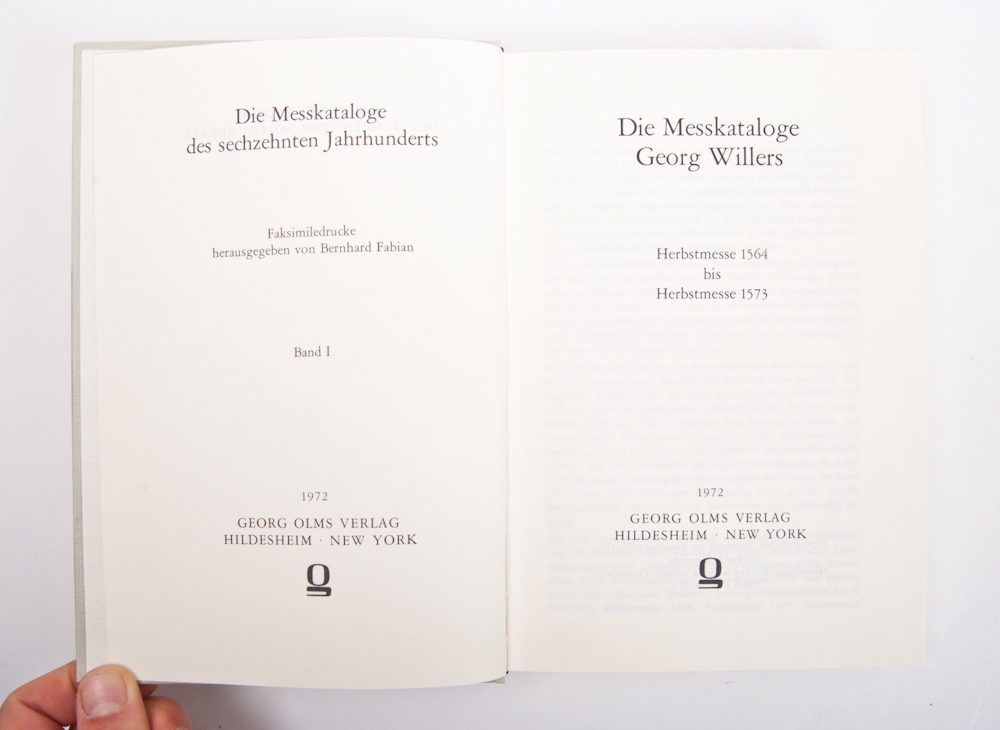 Die Messkataloge
des sechzehnten Jahrhunderts
Faksimiledrucke
herausgegeben von Bernhard Fabian
Band I
1972
GEORG OLMS VERLAG
HILDESHEIM · NEW YORK
Die Messkataloge
Georg Willers
Herbstmesse 1564
bis
Herbstmesse 1573
1972
GEORG OLMS VERLAG
HILDESHEIM · NEW YORK